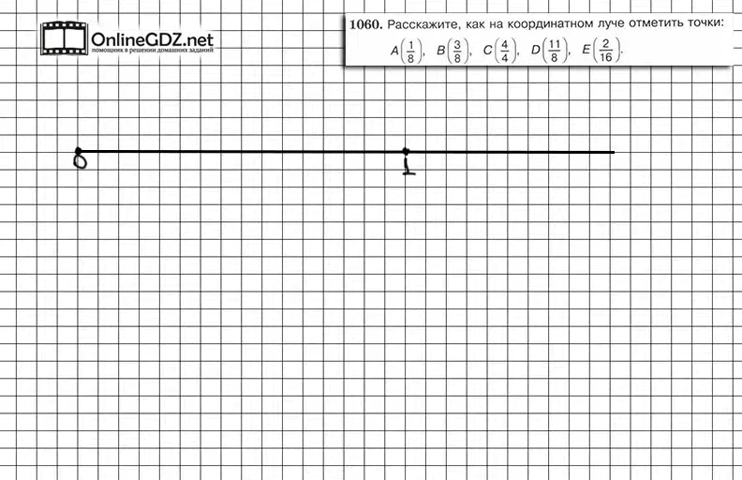 OnlineGDZ.net
помощник в решении домашних заданий
1060. Расскажите, как на координатном луче отметить точки:
A(1/8), B(3/8), C(4/4), D(11/8), E(2/16).
0 1